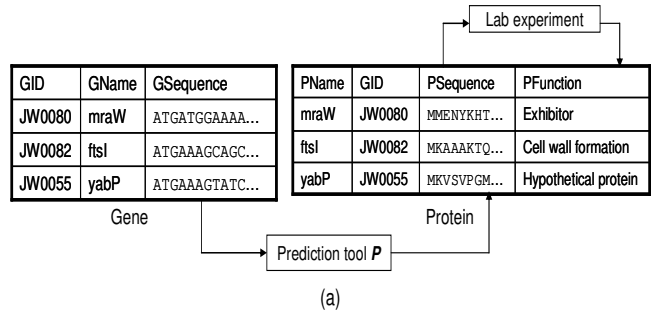 Lab experiment
GID GName GSequence
JW0080 mraW ATGATGGAAAA...
JW0082 ftsI ATGAAAGCAGC...
JW0055 yabP ATGAAAGTATC...
Gene
PName GID PSequence PFunction
mraW JW0080 MMENYKHT... Exhibitor
ftsI JW0082 MKAAAKTQ... Cell wall formation
yabP JW0055 MKVSVPGM... Hypothetical protein
Protein
Prediction tool P
(a)